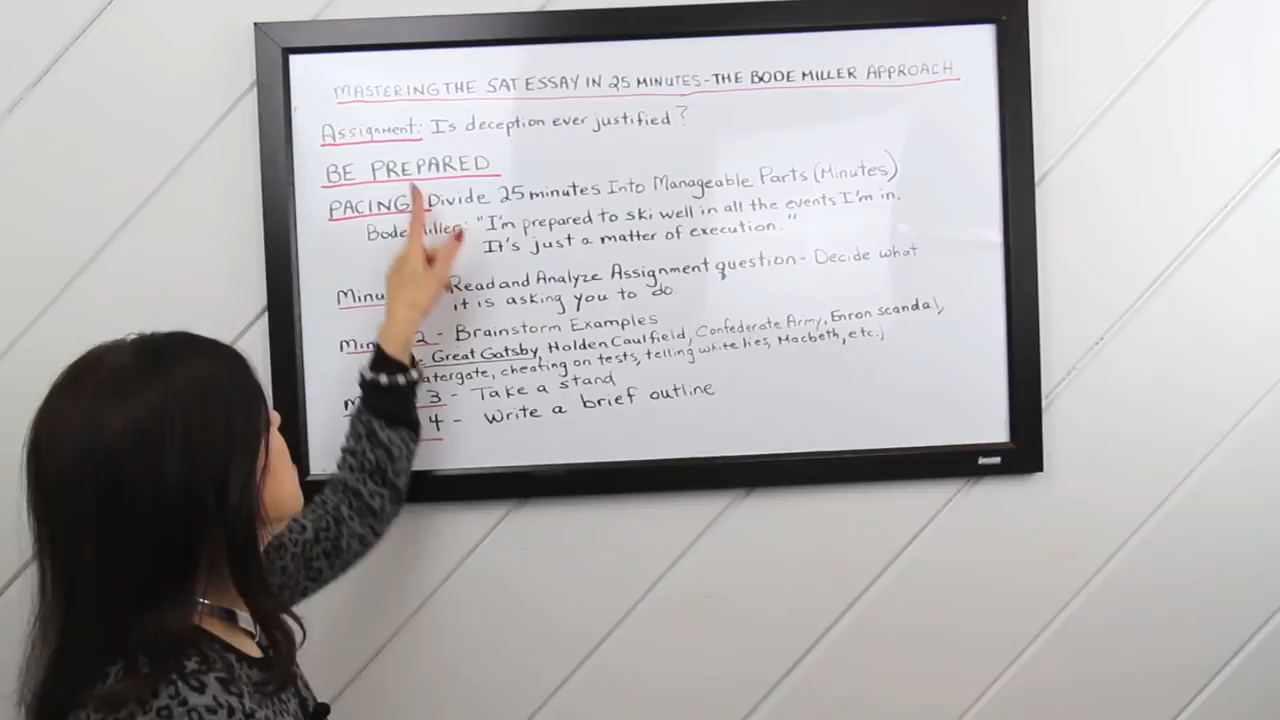 MASTERING THE SAT ESSAY IN 25 MINUTES-THE BODE MILLER APPROACH
Assignment: Is deception ever justified?
BE PREPARED
PACING Divide 25 minutes Into Manageable Parts (Minutes)
Bode iller: "I'm prepared to ski well in all the events I'm in.
It's just a matter of execution."
Minu Read and Analyze Assignment question - Decide what
it is asking you to do
Min 2 - Brainstorm Examples
e Great Gatsby, Holden Caulfield, Confederate Army, Enron scandal,
atergate, cheating on tests, telling white lies, Macbeth, etc.)
M 3 - Take a stand
4 - Write a brief outline